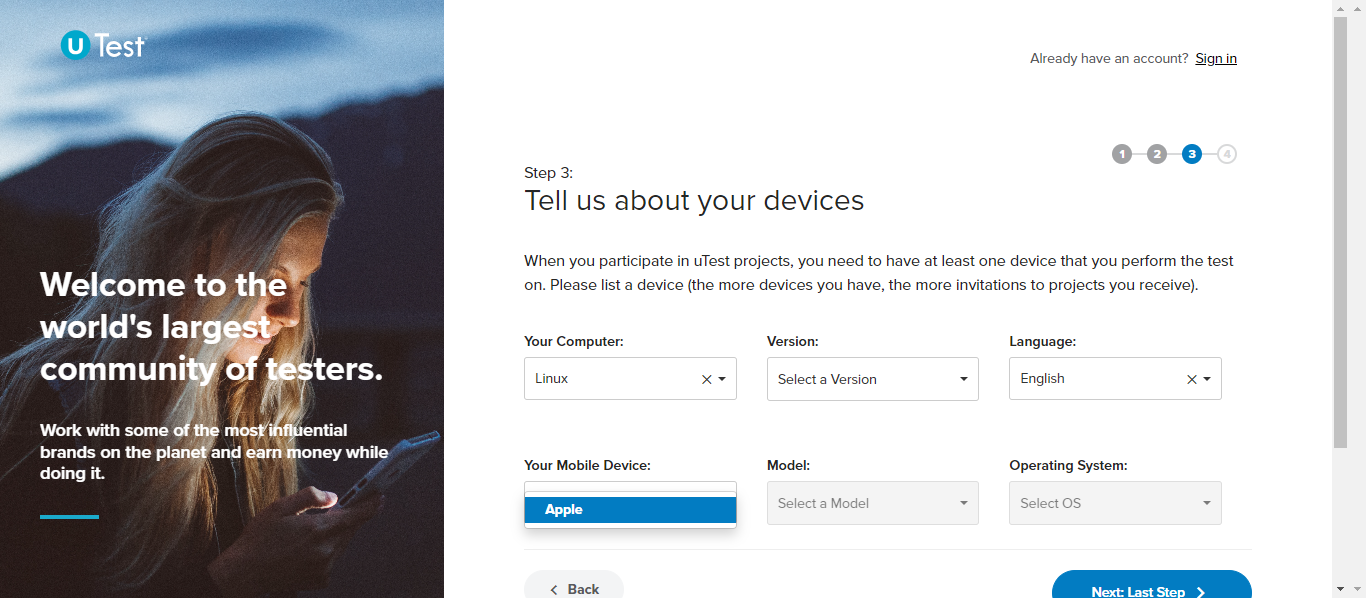 U Test
Already have an account? Sign in
1 2 3 4
Step 3:
Tell us about your devices
When you participate in uTest projects, you need to have at least one device that you perform the test
on. Please list a device (the more devices you have, the more invitations to projects you receive).
Welcome to the
world's largest
community of testers.
Work with some of the most influential
brands on the planet and earn money while
doing it.
Your Computer: Version: Language:
Linux Select a Version English
Your Mobile Device: Model: Operating System:
Apple Select a Model Select OS
Back Next: Last Step